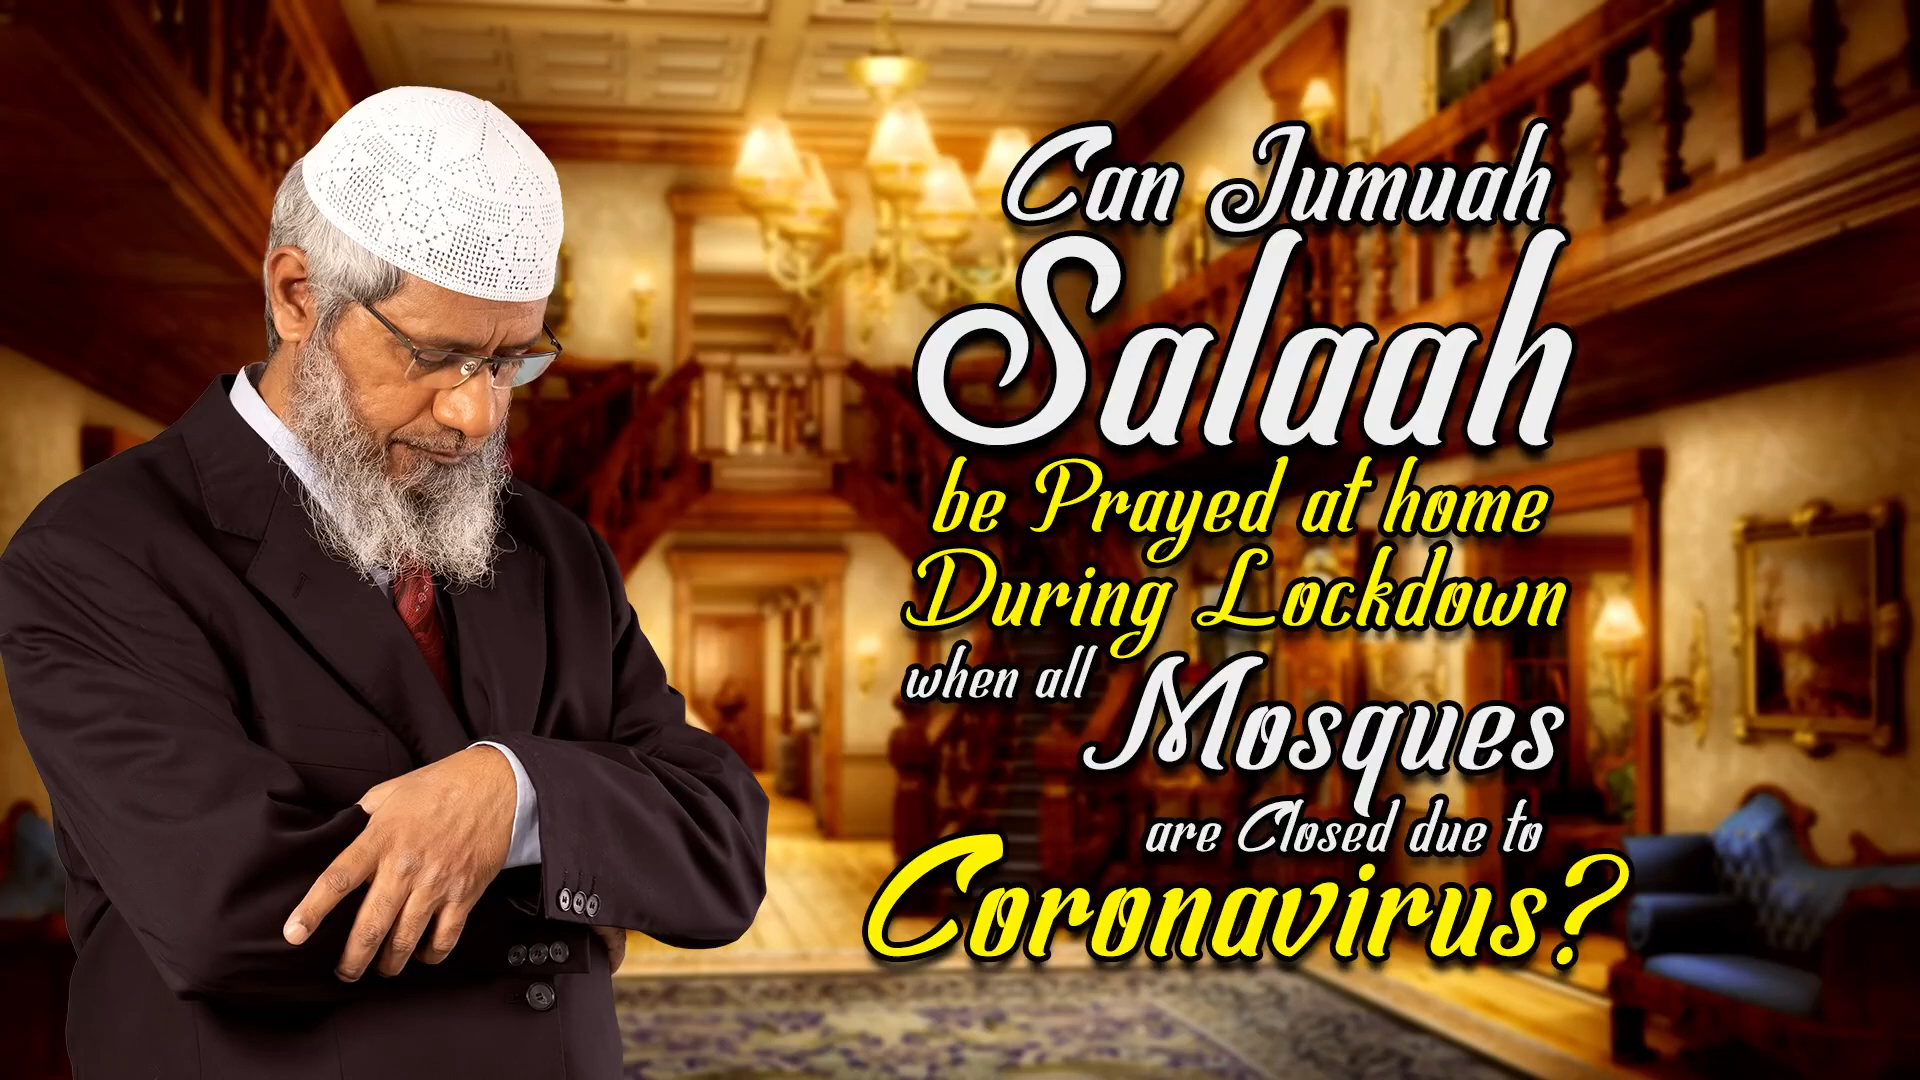 Can Jumuah
Salaah
be Prayed at home
During Lockdown
when all Mosques
are Closed due to
Coronavirus?